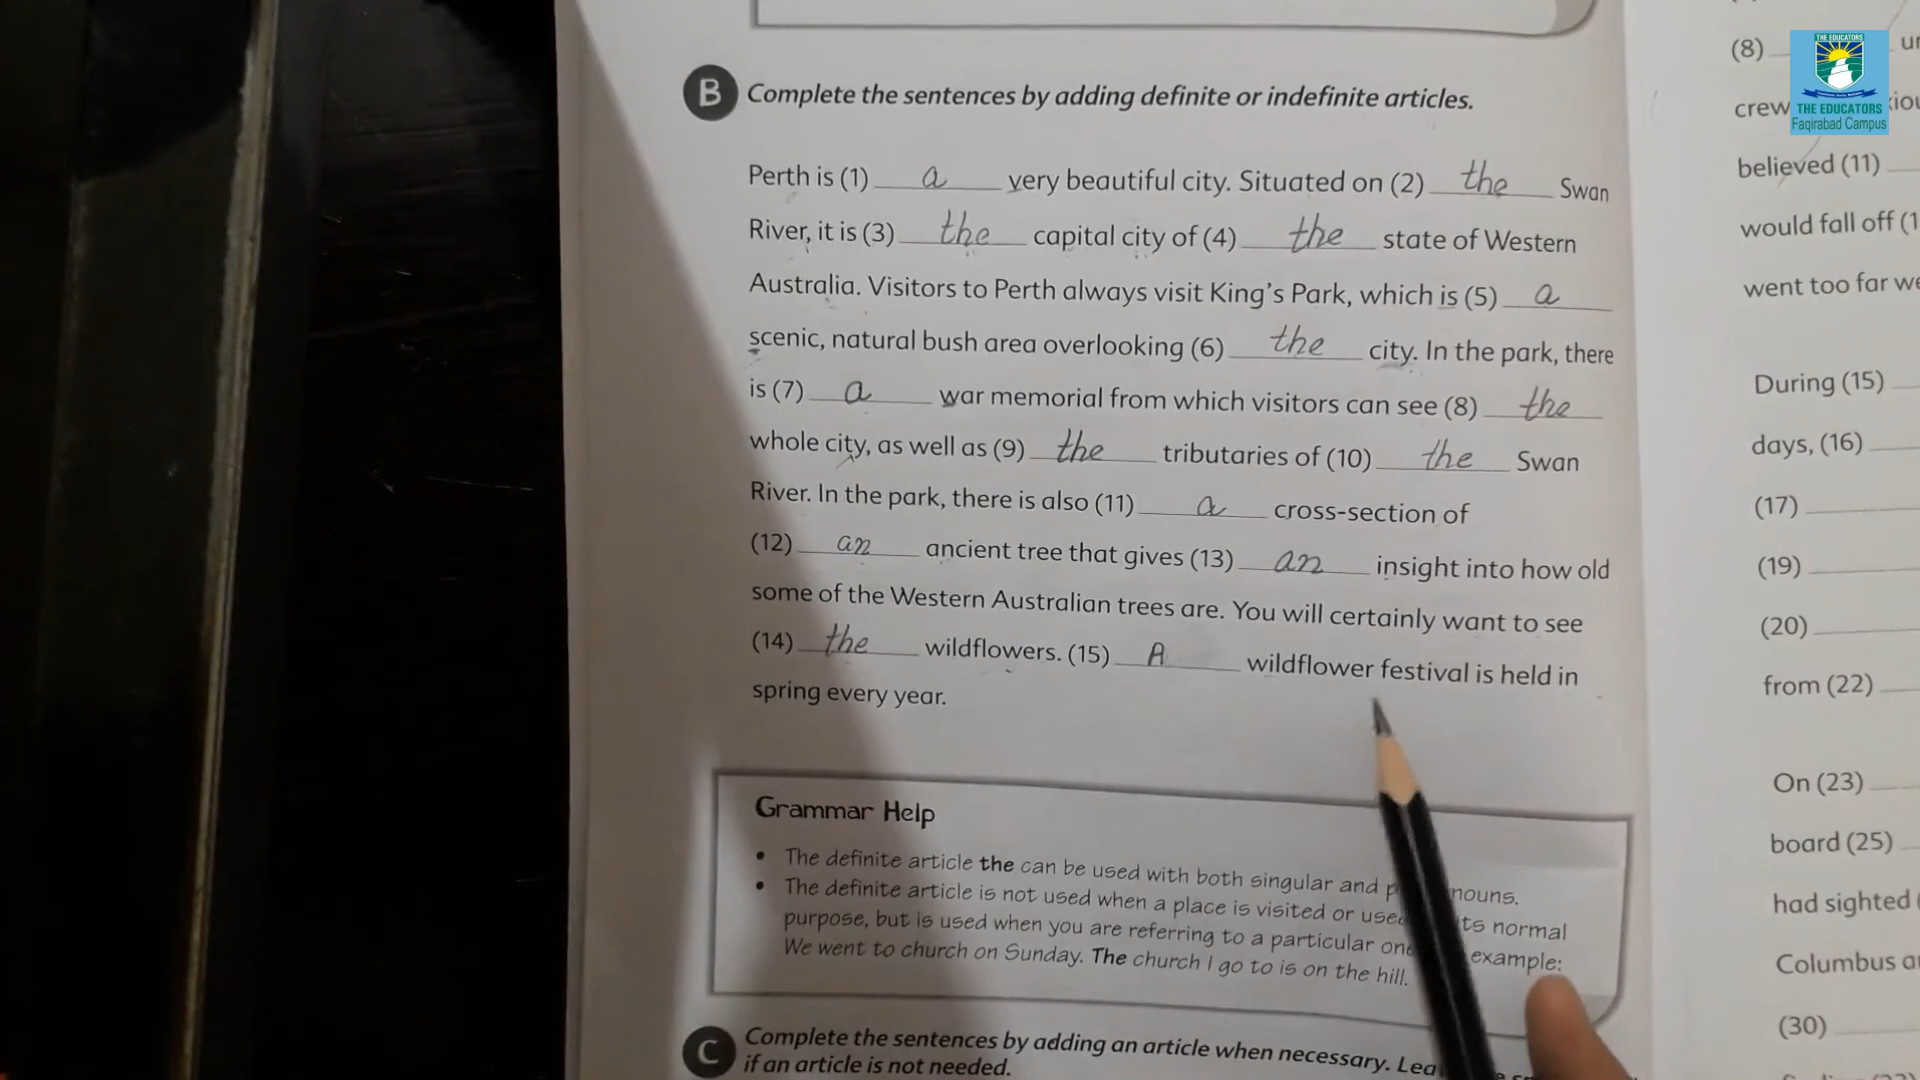 B Complete the sentences by adding definite or indefinite articles.
Perth is (1) a very beautiful city. Situated on (2) the Swan
River, it is (3) the capital city of (4) the state of Western
Australia. Visitors to Perth always visit King's Park, which is (5) a
scenic, natural bush area overlooking (6) the city. In the park, there
is (7) a war memorial from which visitors can see (8) the
whole city, as well as (9) the tributaries of (10) the Swan
River. In the park, there is also (11) a cross-section of
(12) an ancient tree that gives (13) an insight into how old
some of the Western Australian trees are. You will certainly want to see
(14) the wildflowers. (15) A wildflower festival is held in
spring every year.
Grammar Help
• The definite article the can be used with both singular and nouns.
• The definite article is not used when a place is visited or normal
purpose, but is used when you are referring to a particular example:
We went to church on Sunday. The church I go to is on the hill.
C Complete the sentences by adding an article when necessary.
if an article is not needed.
(8)
crew
believed (11)
would fall off
went too far
During (15)
days, (16)
(17)
(19)
(20)
from (22)
On (23)
board (25)
had sighted
Columbus
(30)
THE EDUCATORS
THE EDUCATORS
Faqirabad Campus